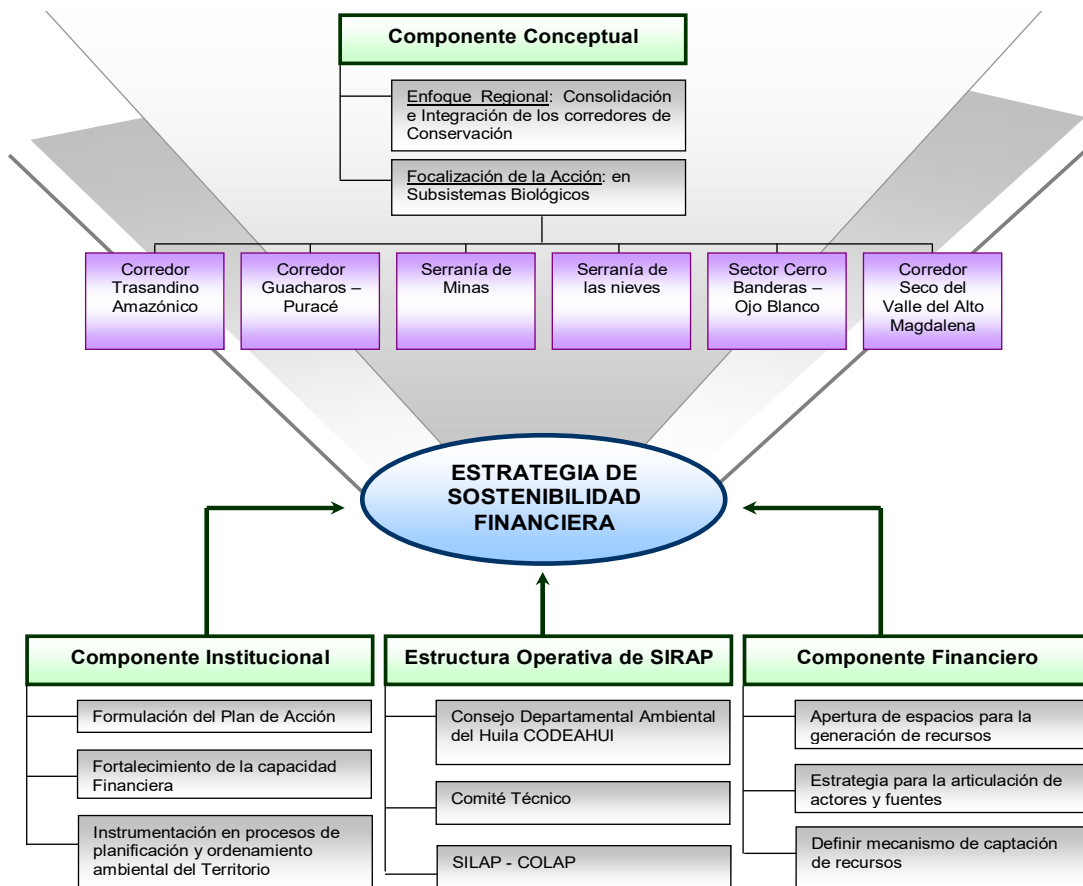 Componente Conceptual
Enfoque Regional: Consolidación
e Integración de los corredores de
Conservación
Focalización de la Acción: en
Subsistemas Biológicos
Corredor
Trasandino
Amazónico
Corredor
Guacharos –
Puracé
Serranía de
Minas
Serranía de
las nieves
Sector Cerro
Banderas –
Ojo Blanco
Corredor
Seco del
Valle del Alto
Magdalena
ESTRATEGIA DE
SOSTENIBILIDAD
FINANCIERA
Componente Institucional
Formulación del Plan de Acción
Fortalecimiento de la capacidad
Financiera
Instrumentación en procesos de
planificación y ordenamiento
ambiental del Territorio
Estructura Operativa de SIRAP
Consejo Departamental Ambiental
del Huila CODEAHUI
Comité Técnico
SILAP - COLAP
Componente Financiero
Apertura de espacios para la
generación de recursos
Estrategia para la articulación de
actores y fuentes
Definir mecanismo de captación
de recursos